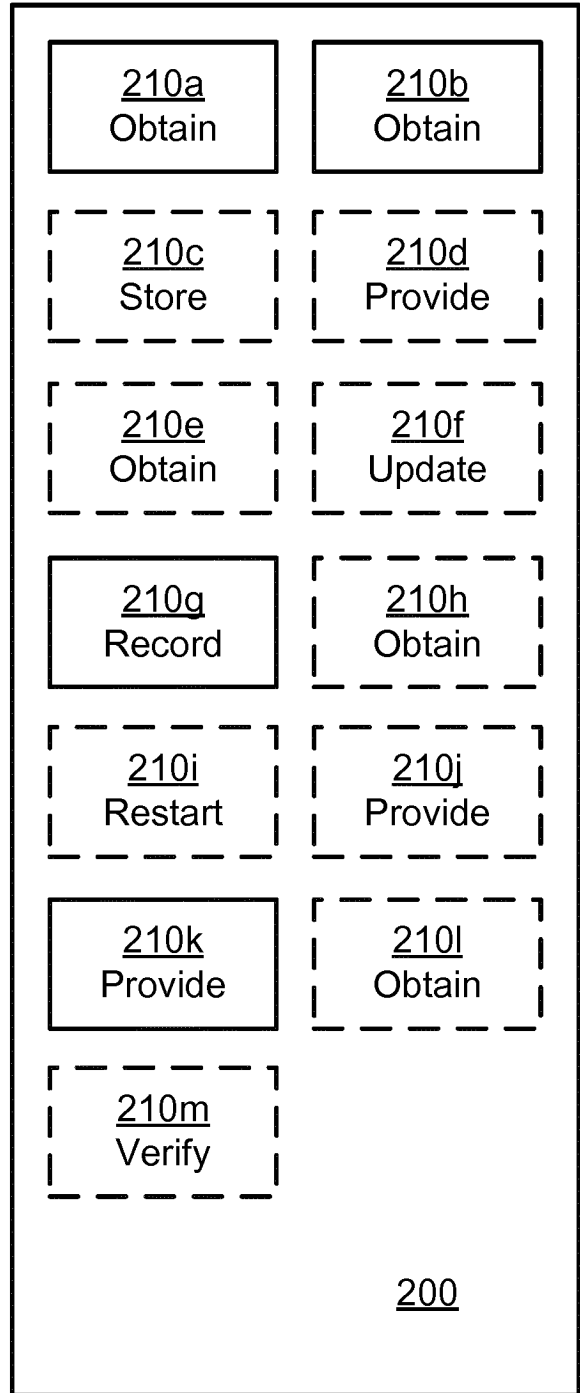 210a
Obtain
210b
Obtain
210c
Store
210d
Provide
210e
Obtain
210f
Update
210g
Record
210h
Obtain
210i
Restart
210j
Provide
210k
Provide
210l
Obtain
210m
Verify
200